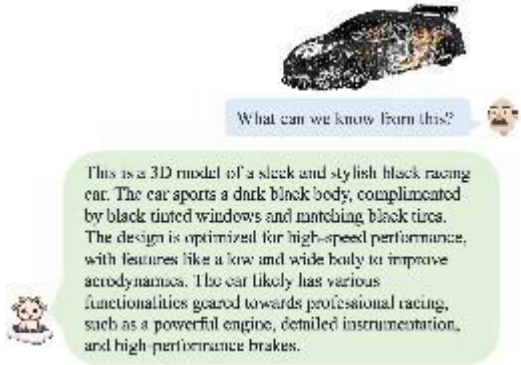 What can we know from this?
This is a 3D model of a sleek and stylish black racing
car. The car sports a dark black body, complimented
by black tinted windows and matching black tires.
The design is optimized for high-speed performance,
with features like a low and wide body to improve
aerodynamics. The car likely has various
functionalities geared towards professional racing,
such as a powerful engine, detailed instrumentation,
and high-performance brakes.